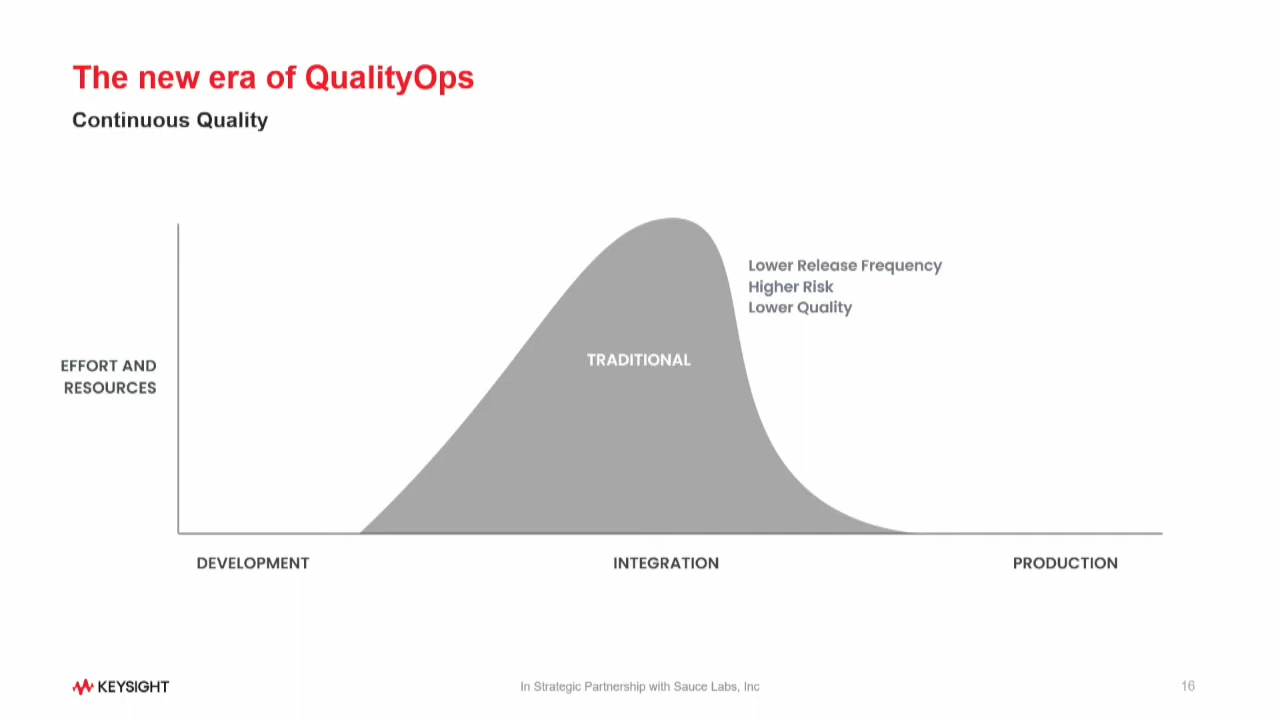 The new era of QualityOps
Continuous Quality
Lower Release Frequency
Higher Risk
Lower Quality
TRADITIONAL
EFFORT AND
RESOURCES
DEVELOPMENT
INTEGRATION
PRODUCTION
KEYSIGHT
In Strategic Partnership with Sauce Labs, Inc
16